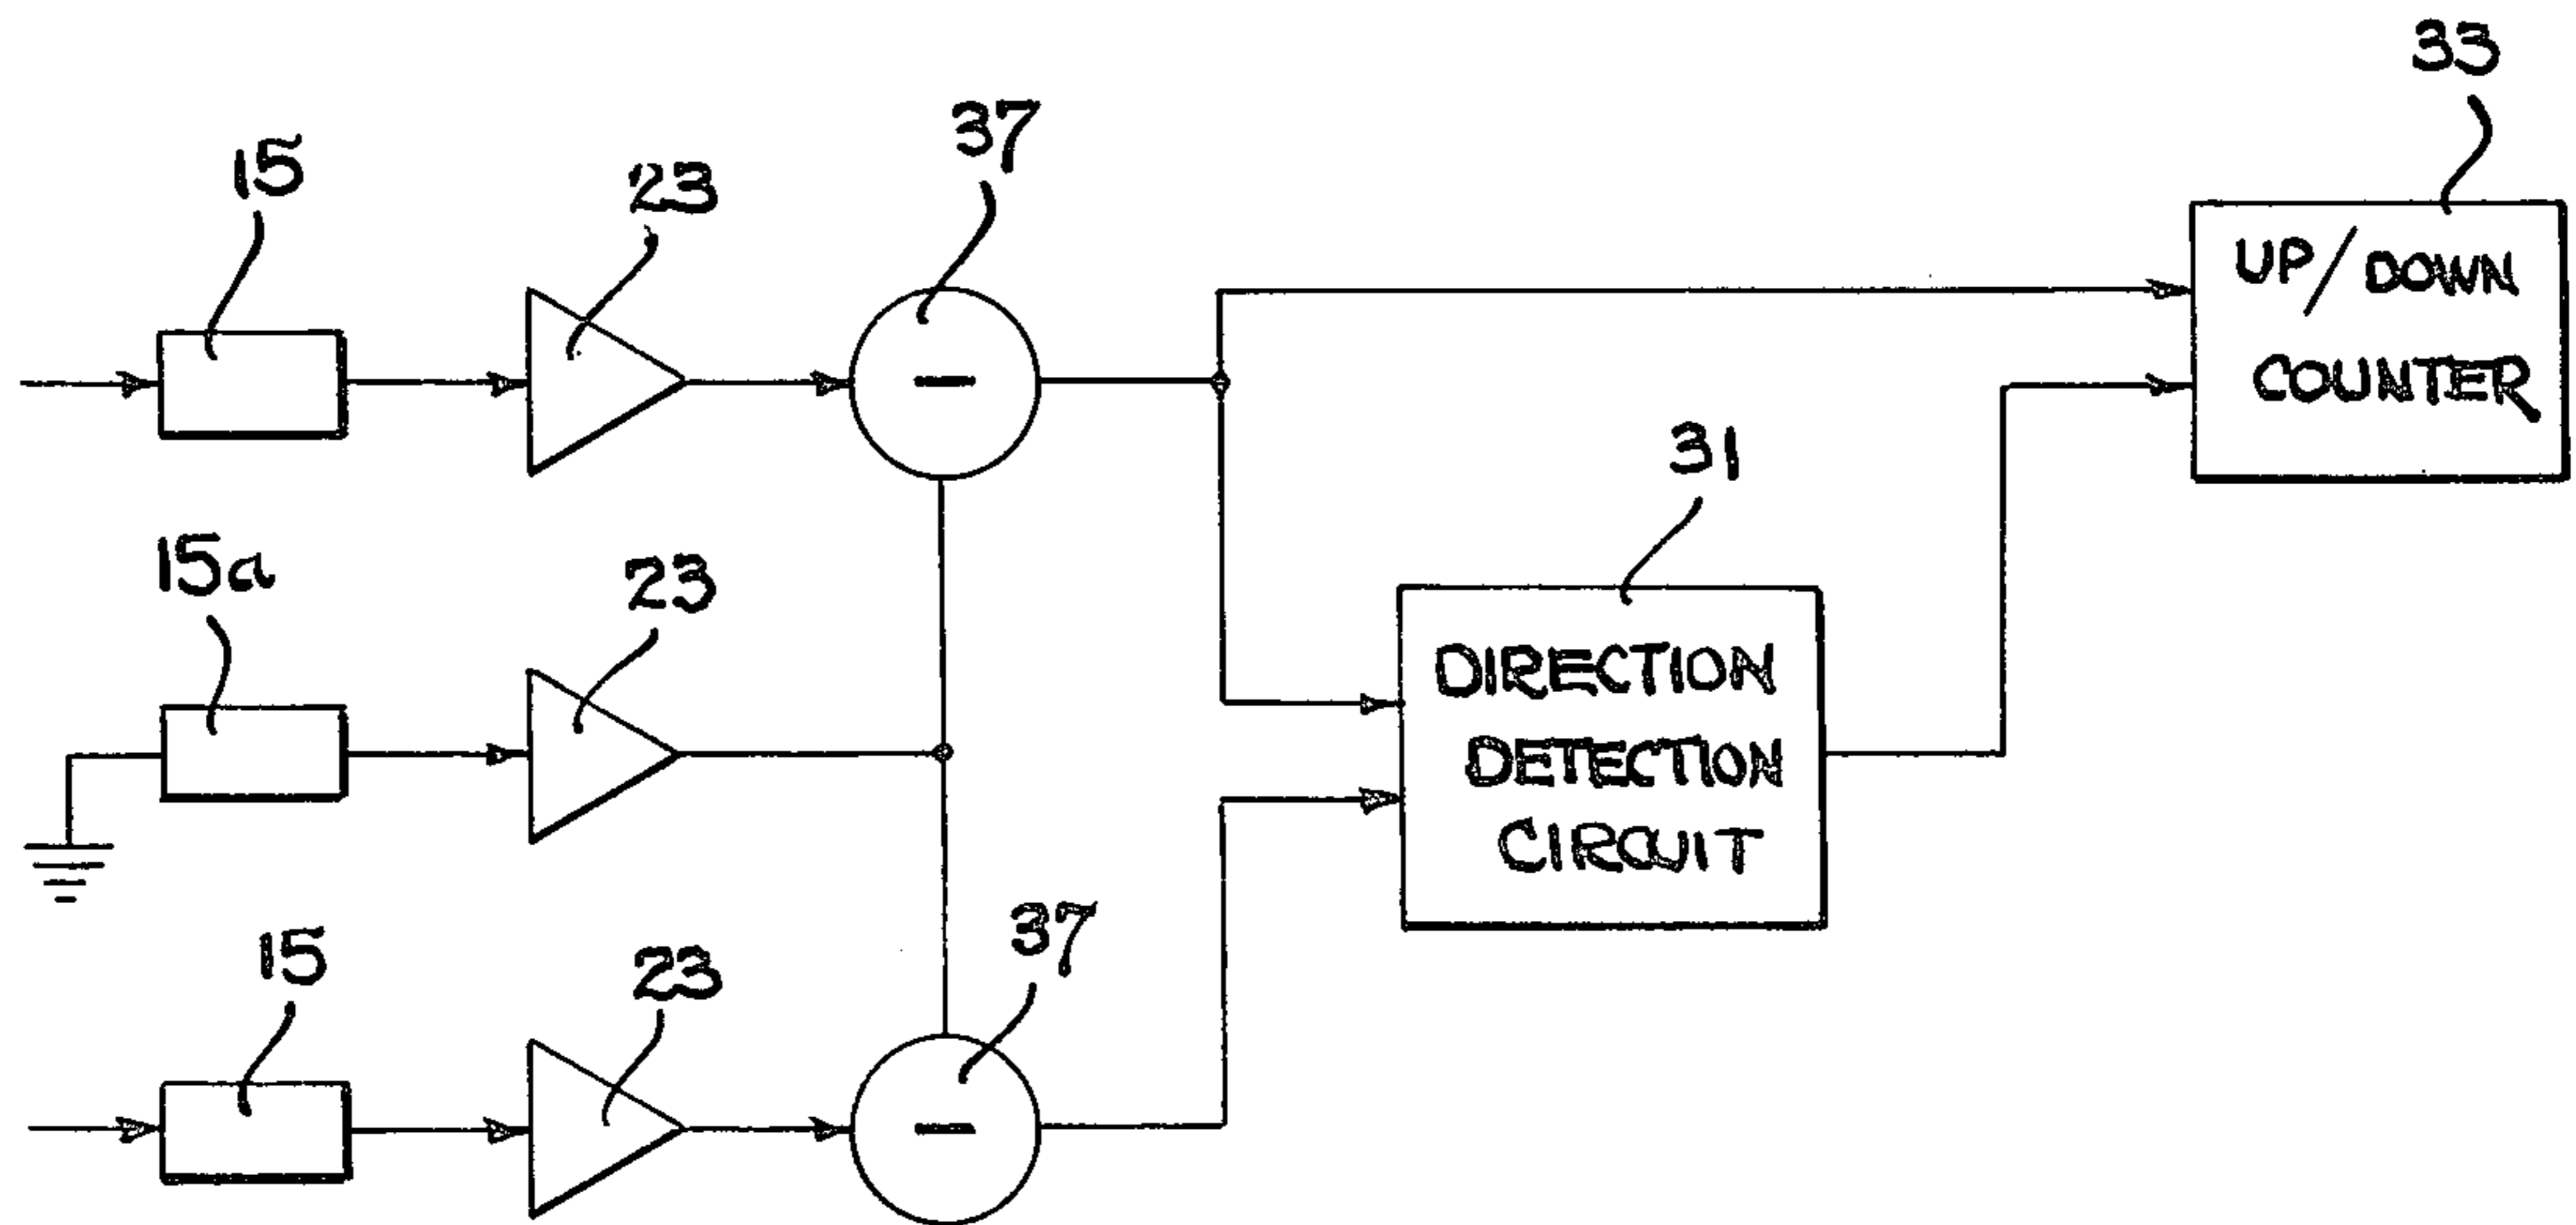 33
37
15
23
UP/DOWN
COUNTER
31
15a
23
DIRECTION
DETECTION
CIRCUIT
37
15
23